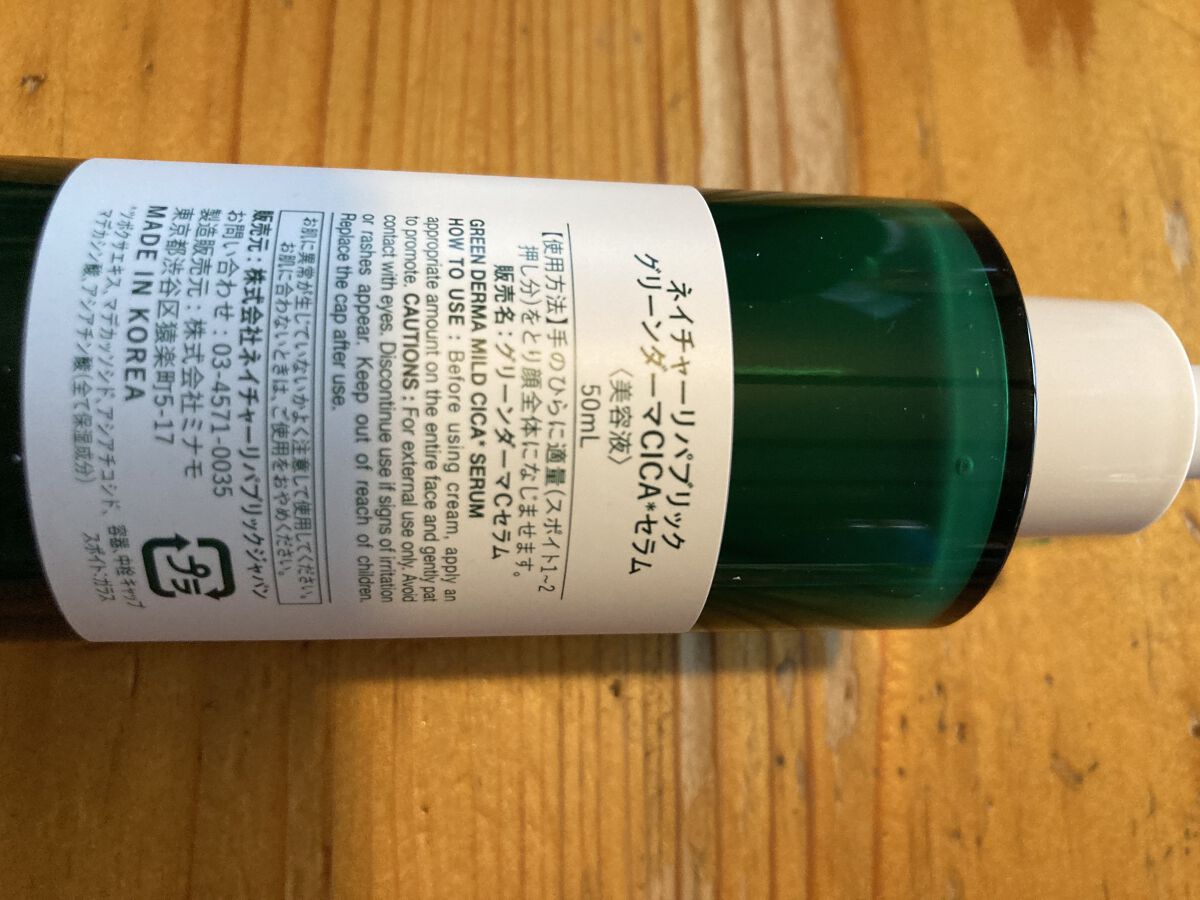 ネイチャーリパブリック
グリーンダーマCICA*セラム
〈美容液〉
50mL
【使用方法】手のひらに適量(スポイト1~2
押し分)をとり顔全体になじませます。
販売名:グリーンダーマCセラム
GREEN DERMA MILD CICA* SERUM
HOW TO USE : Before using cream, apply an
appropriate amount on the entire face and gently pat
to promote. CAUTIONS : For external use only. Avoid
contact with eyes. Discontinue use if signs of irritation
or rashes appear. Keep out of reach of children.
Replace the cap after use.
お肌に異常が生じていないかよく注意して使用してください。
お肌に合わないときは、ご使用をおやめください。
販売元:株式会社ネイチャーリパブリックジャパン
お問い合わせ:03-4571-0035
製造販売元:株式会社ミナモ
東京都渋谷区猿楽町5-17
MADE IN KOREA
*ツボクサエキス、マデカッソシド、アシアチコシド、
マデカシン酸、アシアチン酸(全て保湿成分)
プラ
容器、中栓、キャップ
スポイト:ガラス